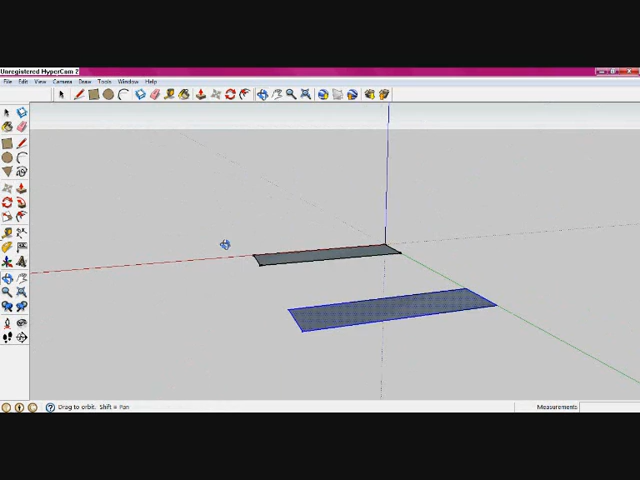 Unregistered HyperCam 2
File Edit View Camera Draw Tools Window Help
Drag to orbit. Shift = Pan
Measurements